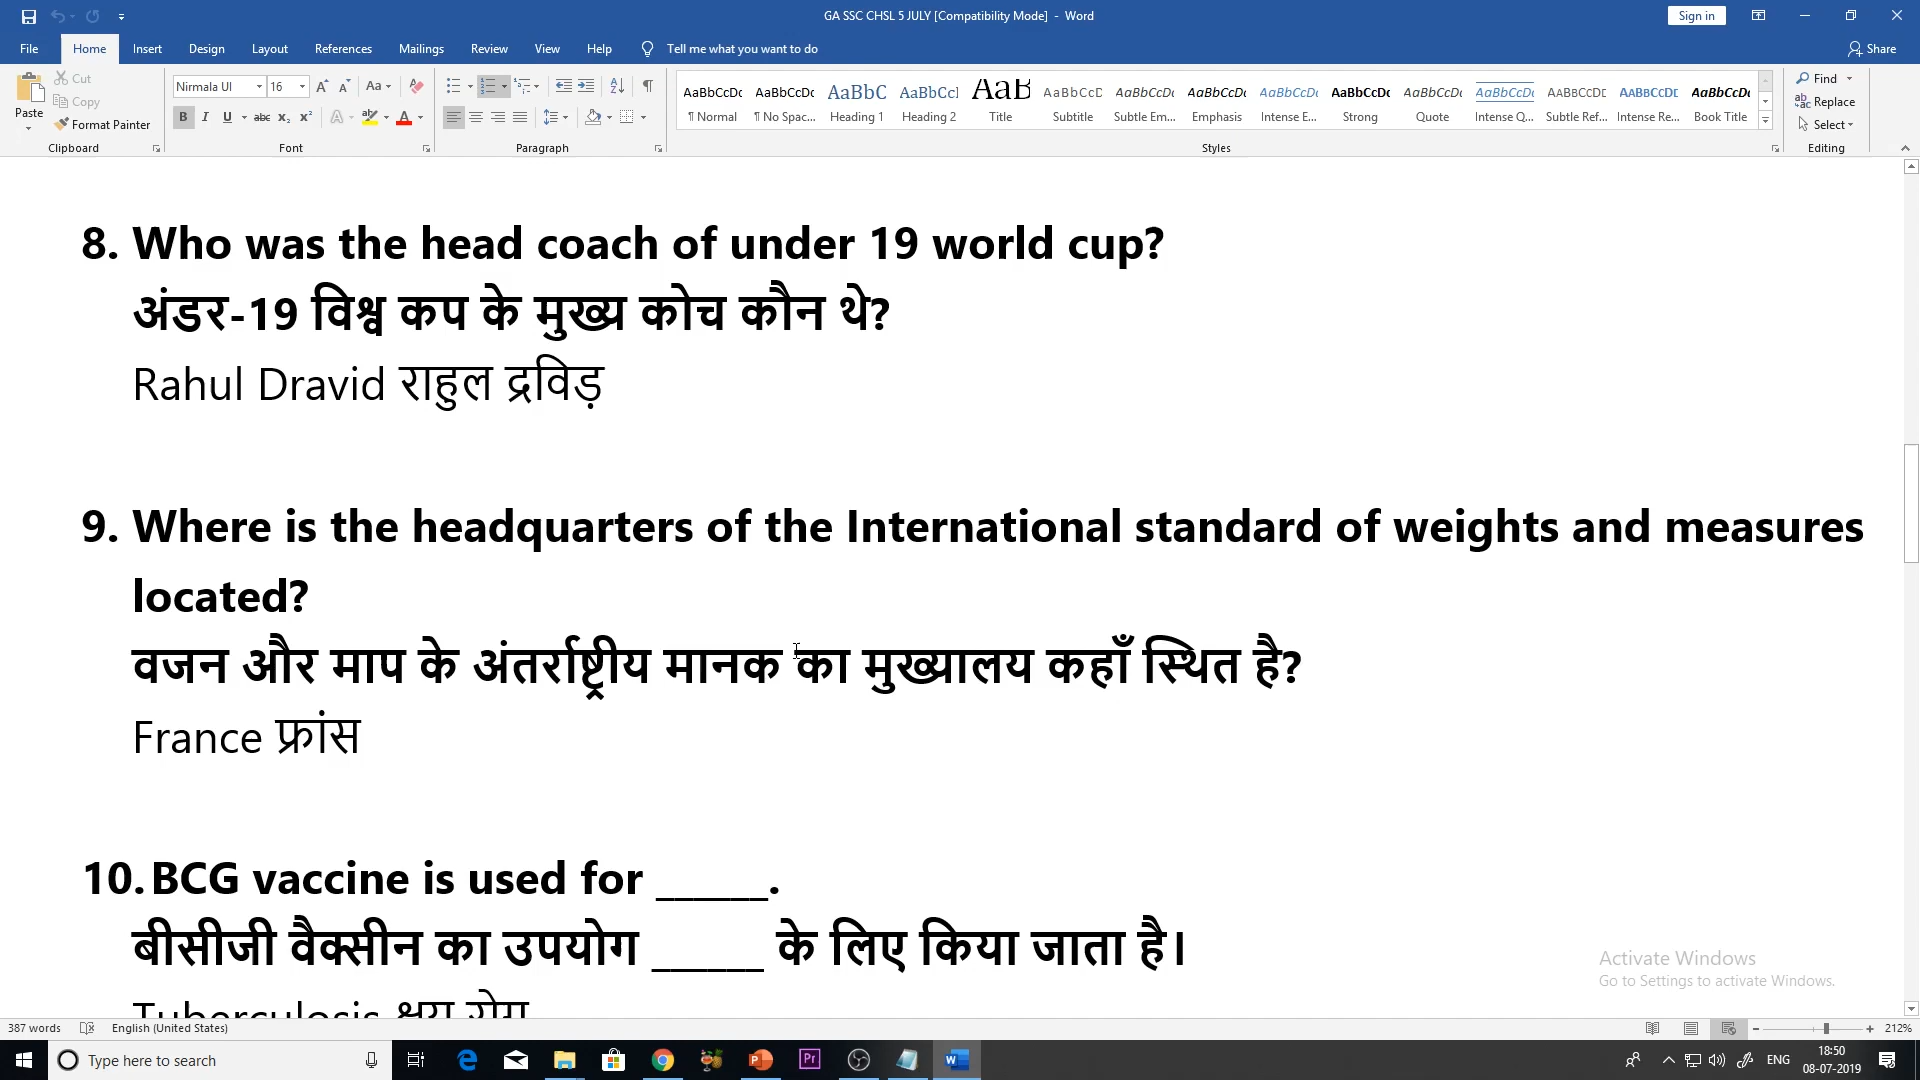 GA SSC CHSL 5 JULY [Compatibility Mode] - Word
Sign in
File Home Insert Design Layout References Mailings Review View Help Tell me what you want to do
Share
Paste
Cut
Copy
Format Painter
Clipboard
Nirmala UI 16
Font
Paragraph
AaBbCcDc AaBbCcDc AaBbC AaBbCcI AaB AaBbCcD AaBbCcDc AaBbCcDc AaBbCcDc AaBbCcDc AaBbCcDc AaBbCcDc AABBCCDE AABBCCDE AaBbCcDc
¶ Normal ¶ No Spac... Heading 1 Heading 2 Title Subtitle Subtle Em... Emphasis Intense E... Strong Quote Intense Q... Subtle Ref... Intense Re... Book Title
Styles
Find
Replace
Select
Editing
8. Who was the head coach of under 19 world cup?
अंडर-19 विश्व कप के मुख्य कोच कौन थे?
Rahul Dravid राहुल द्रविड़
9. Where is the headquarters of the International standard of weights and measures
located?
वजन और माप के अंतर्राष्ट्रीय मानक का मुख्यालय कहाँ स्थित है?
France फ्रांस
10. BCG vaccine is used for ______.
बीसीजी वैक्सीन का उपयोग ______ के लिए किया जाता है।
Tuberculosis क्षय रोग
Activate Windows
Go to Settings to activate Windows.
387 words English (United States)
212%
Type here to search
ENG
18:50
08-07-2019